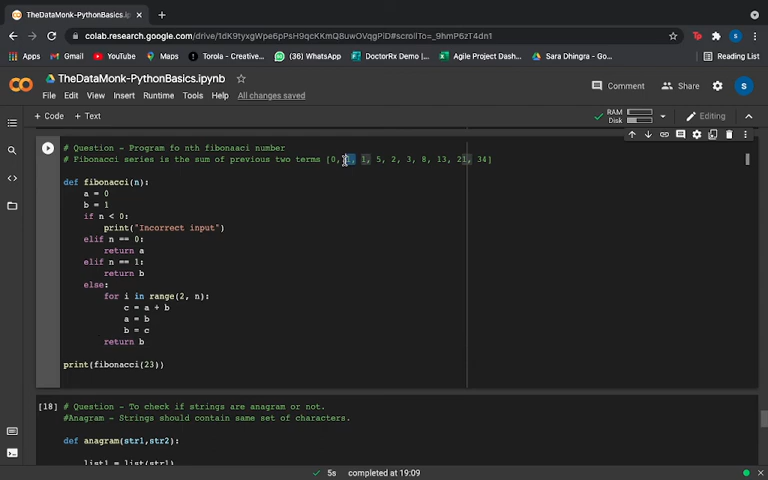 TheDataMonk-PythonBasics.ipynb
colab.research.google.com/drive/1dK9tyxgWpe6pPsH9qcKKmQ8uwOVqgPlD#scrollTo=_9hmP6zT4dn1
Apps Gmail YouTube Maps Torola - Creative... (36) WhatsApp DoctorRx Demo |... Agile Project Dash... Sara Dhingra - Go... Reading List
TheDataMonk-PythonBasics.ipynb
Comment Share S
File Edit View Insert Runtime Tools Help All changes saved
+ Code + Text RAM Disk Editing
# Question - Program fo nth fibonaaci number
# Fibonacci series is the sum of previous two terms [0, 1, 1, 5, 2, 3, 8, 13, 21, 34]
def fibonacci(n):
a = 0
b = 1
if n < 0:
print("Incorrect input")
elif n == 0:
return a
elif n == 1:
return b
else:
for i in range(2, n):
c = a + b
a = b
b = c
return b
print(fibonacci(23))
[18] # Question - To check if strings are anagram or not.
#Anagram - Strings should contain same set of characters.
def anagram(str1,str2):
list1 = list(str1)
5s completed at 19:09